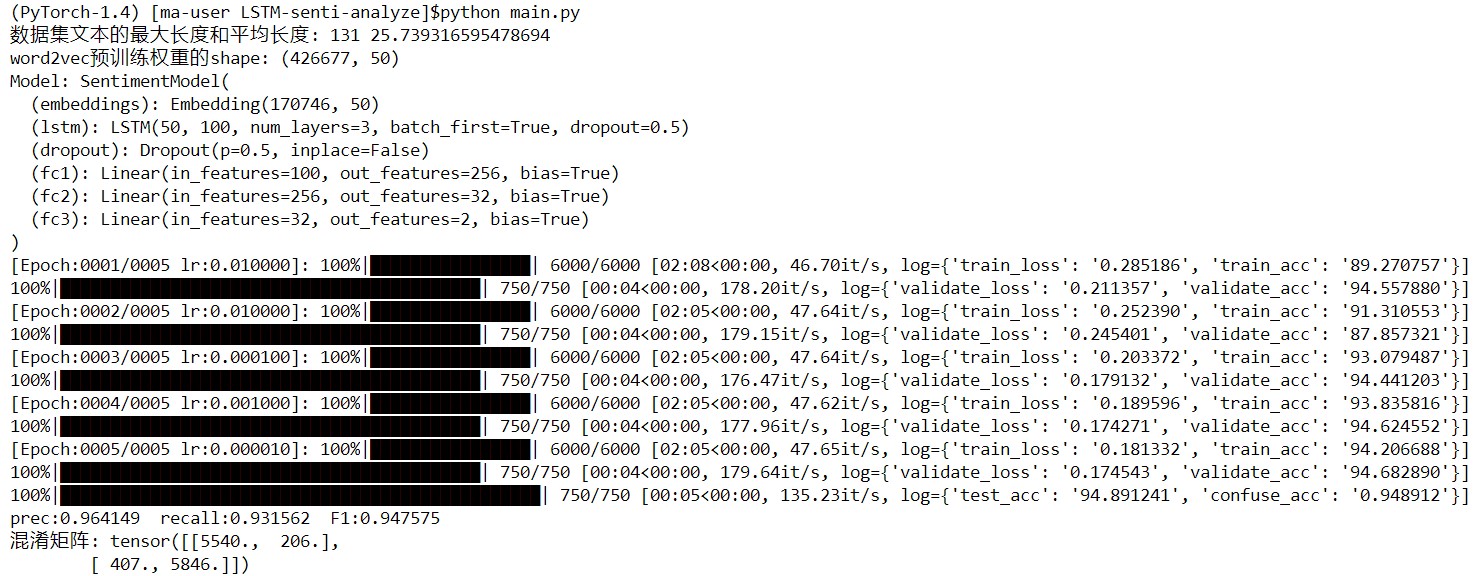 (PyTorch-1.4) [ma-user LSTM-senti-analyze]$python main.py
数据集文本的最大长度和平均长度: 131 25.739316595478694
word2vec预训练权重的shape: (426677, 50)
Model: SentimentModel(
  (embeddings): Embedding(170746, 50)
  (lstm): LSTM(50, 100, num_layers=3, batch_first=True, dropout=0.5)
  (dropout): Dropout(p=0.5, inplace=False)
  (fc1): Linear(in_features=100, out_features=256, bias=True)
  (fc2): Linear(in_features=256, out_features=32, bias=True)
  (fc3): Linear(in_features=32, out_features=2, bias=True)
)
[Epoch:0001/0005 lr:0.010000]: 100%|████████████████| 6000/6000 [02:08<00:00, 46.70it/s, log={'train_loss': '0.285186', 'train_acc': '89.270757'}]
100%|██████████████████████████████████████████| 750/750 [00:04<00:00, 178.20it/s, log={'validate_loss': '0.211357', 'validate_acc': '94.557880'}]
[Epoch:0002/0005 lr:0.010000]: 100%|████████████████| 6000/6000 [02:05<00:00, 47.64it/s, log={'train_loss': '0.252390', 'train_acc': '91.310553'}]
100%|██████████████████████████████████████████| 750/750 [00:04<00:00, 179.15it/s, log={'validate_loss': '0.245401', 'validate_acc': '87.857321'}]
[Epoch:0003/0005 lr:0.000100]: 100%|████████████████| 6000/6000 [02:05<00:00, 47.64it/s, log={'train_loss': '0.203372', 'train_acc': '93.079487'}]
100%|██████████████████████████████████████████| 750/750 [00:04<00:00, 176.47it/s, log={'validate_loss': '0.179132', 'validate_acc': '94.441203'}]
[Epoch:0004/0005 lr:0.001000]: 100%|████████████████| 6000/6000 [02:05<00:00, 47.62it/s, log={'train_loss': '0.189596', 'train_acc': '93.835816'}]
100%|██████████████████████████████████████████| 750/750 [00:04<00:00, 177.96it/s, log={'validate_loss': '0.174271', 'validate_acc': '94.624552'}]
[Epoch:0005/0005 lr:0.000010]: 100%|████████████████| 6000/6000 [02:05<00:00, 47.65it/s, log={'train_loss': '0.181332', 'train_acc': '94.206688'}]
100%|██████████████████████████████████████████| 750/750 [00:04<00:00, 179.64it/s, log={'validate_loss': '0.174543', 'validate_acc': '94.682890'}]
100%|████████████████████████████████████████████████| 750/750 [00:05<00:00, 135.23it/s, log={'test_acc': '94.891241', 'confuse_acc': '0.948912'}]
prec:0.964149  recall:0.931562  F1:0.947575
混淆矩阵: tensor([[5540.,  206.],
        [ 407., 5846.]])